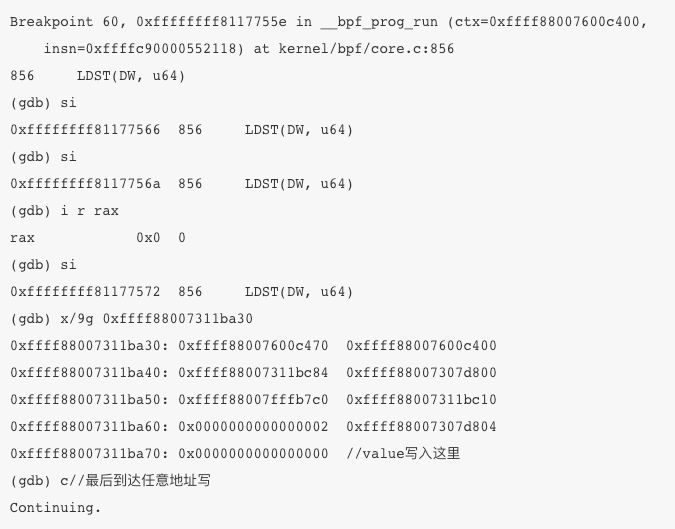 Breakpoint 60, 0xffffffff8117755e in __bpf_prog_run (ctx=0xffff88007600c400,
    insn=0xffffc90000552118) at kernel/bpf/core.c:856
856     LDST(DW, u64)
(gdb) si
0xffffffff81177566  856     LDST(DW, u64)
(gdb) si
0xffffffff8117756a  856     LDST(DW, u64)
(gdb) i r rax
rax            0x0  0
(gdb) si
0xffffffff81177572  856     LDST(DW, u64)
(gdb) x/9g 0xffff88007311ba30
0xffff88007311ba30: 0xffff88007600c470  0xffff88007600c400
0xffff88007311ba40: 0xffff88007311bc84  0xffff88007307d800
0xffff88007311ba50: 0xffff88007fffb7c0  0xffff88007311bc10
0xffff88007311ba60: 0x0000000000000002  0xffff88007307d804
0xffff88007311ba70: 0x0000000000000000  //value写入这里
(gdb) c//最后到达任意地址写
Continuing.